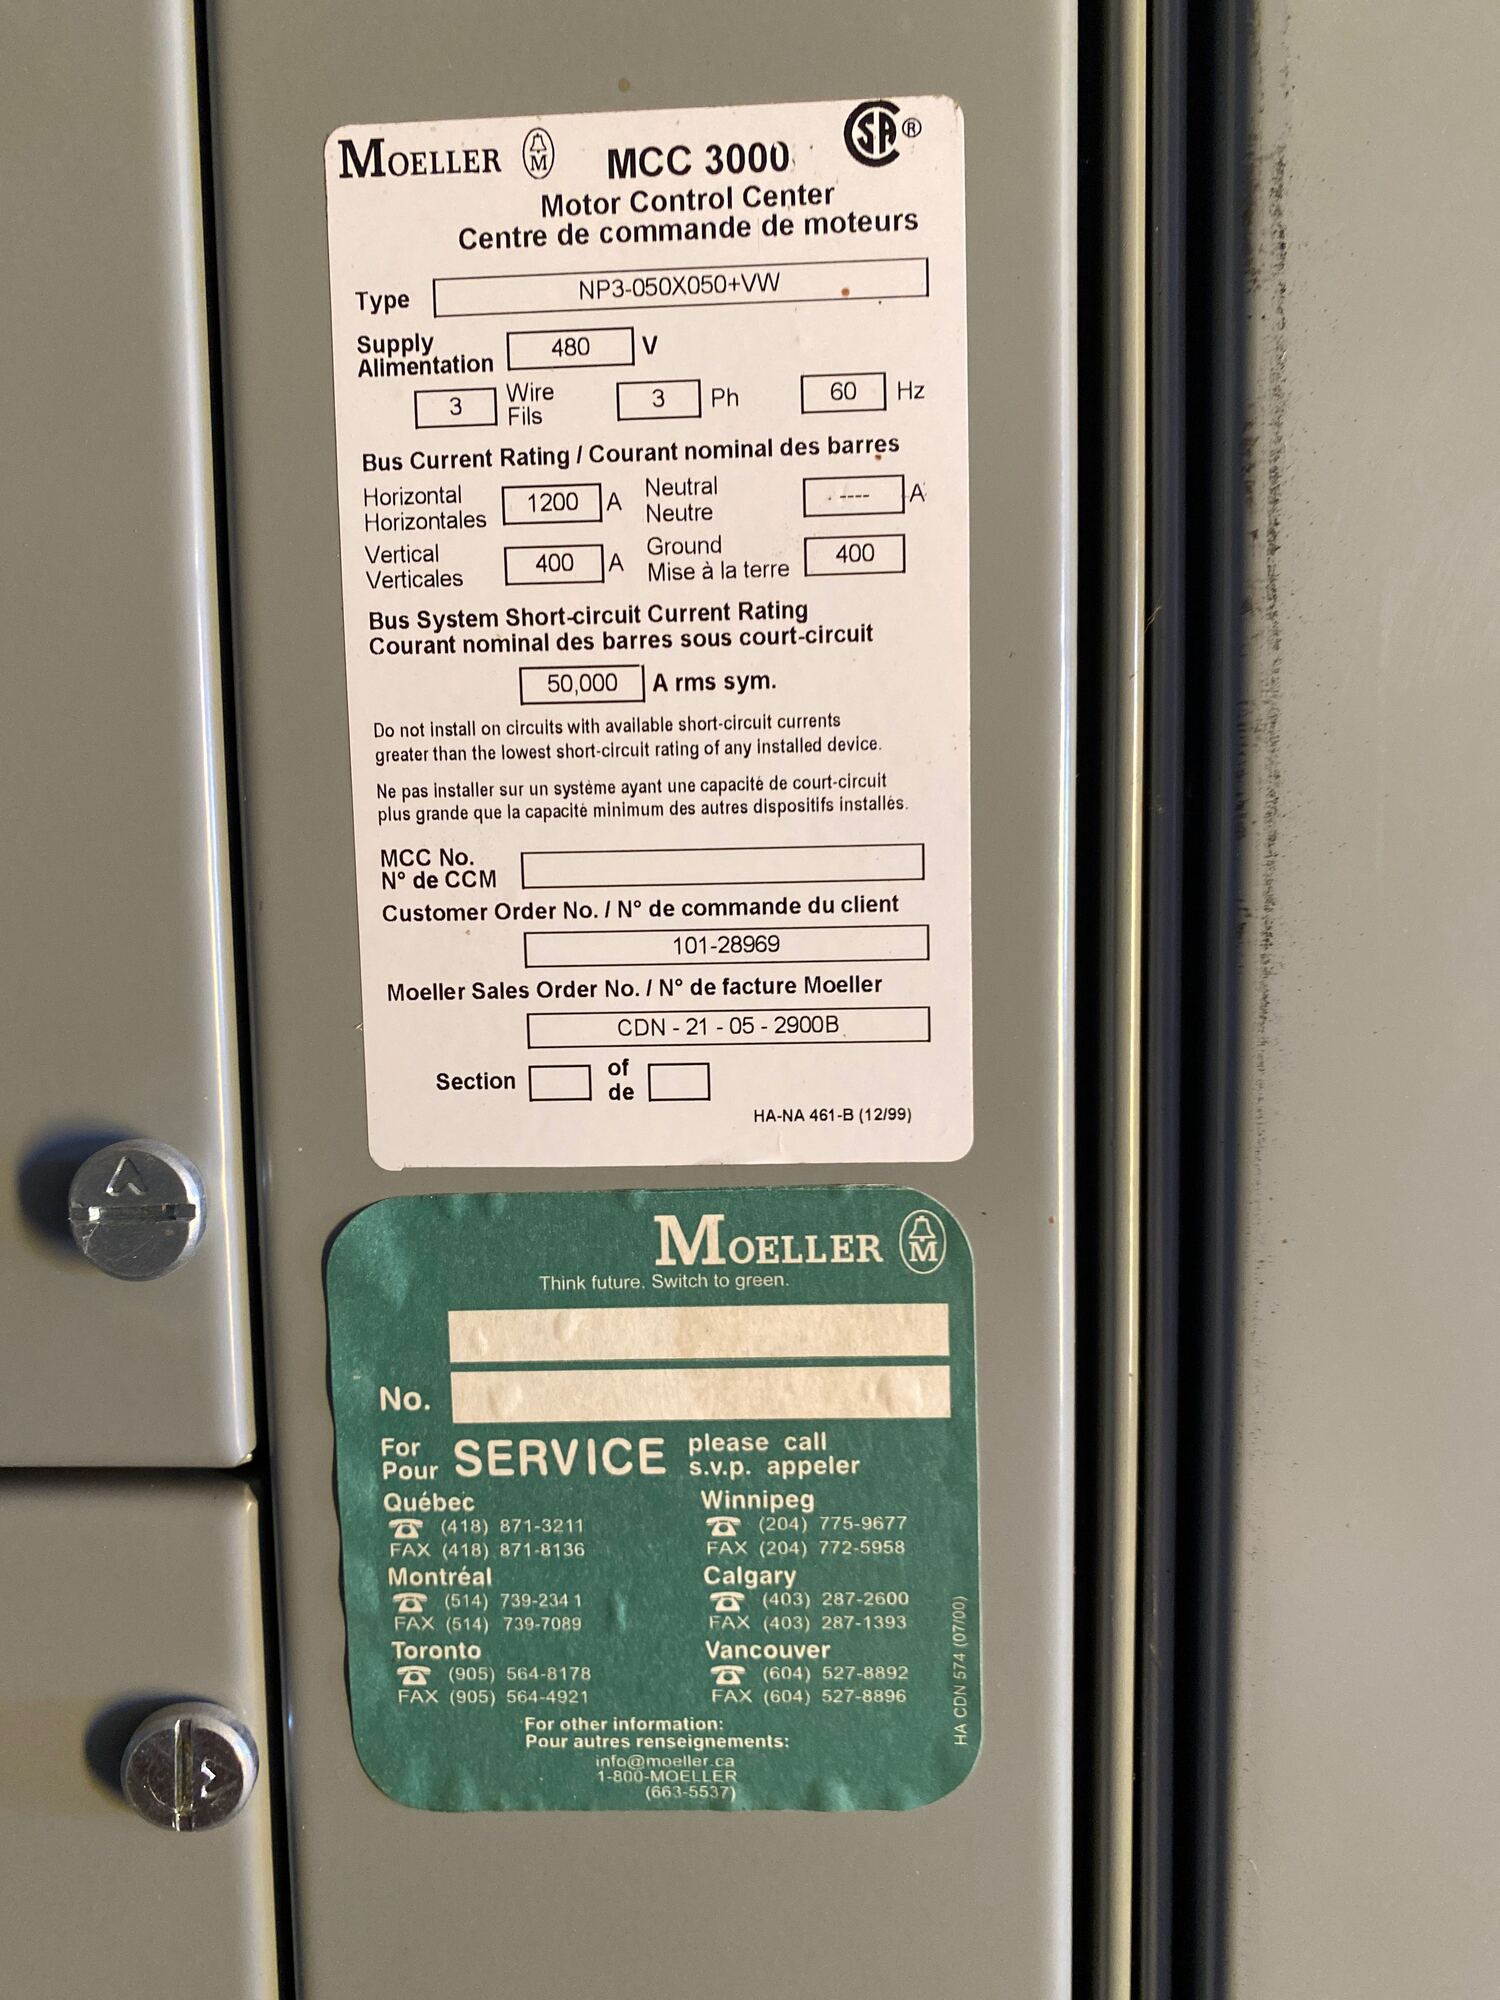 MOELLER M MCC 3000 SA ®
Motor Control Center
Centre de commande de moteurs
Type NP3-050X050+VW
Supply
Alimentation 480 V
3 Wire
Fils 3 Ph 60 Hz
Bus Current Rating / Courant nominal des barres
Horizontal
Horizontales 1200 A Neutral
Neutre ---- A
Vertical
Verticales 400 A Ground
Mise à la terre 400
Bus System Short-circuit Current Rating
Courant nominal des barres sous court-circuit
50,000 A rms sym.
Do not install on circuits with available short-circuit currents
greater than the lowest short-circuit rating of any installed device.
Ne pas installer sur un système ayant une capacité de court-circuit
plus grande que la capacité minimum des autres dispositifs installés.
MCC No.
N° de CCM
Customer Order No. / N° de commande du client
101-28969
Moeller Sales Order No. / N° de facture Moeller
CDN - 21 - 05 - 2900B
Section of
de
HA-NA 461-B (12/99)
MOELLER M
Think future. Switch to green.
No.
For
Pour SERVICE please call
s.v.p. appeler
Québec
☎ (418) 871-3211
FAX (418) 871-8136
Montréal
☎ (514) 739-2341
FAX (514) 739-7089
Toronto
☎ (905) 564-8178
FAX (905) 564-4921
Winnipeg
☎ (204) 775-9677
FAX (204) 772-5958
Calgary
☎ (403) 287-2600
FAX (403) 287-1393
Vancouver
☎ (604) 527-8892
FAX (604) 527-8896
For other information:
Pour autres renseignements:
info@moeller.ca
1-800-MOELLER
(663-5537)
HA CDN 574 (07/00)